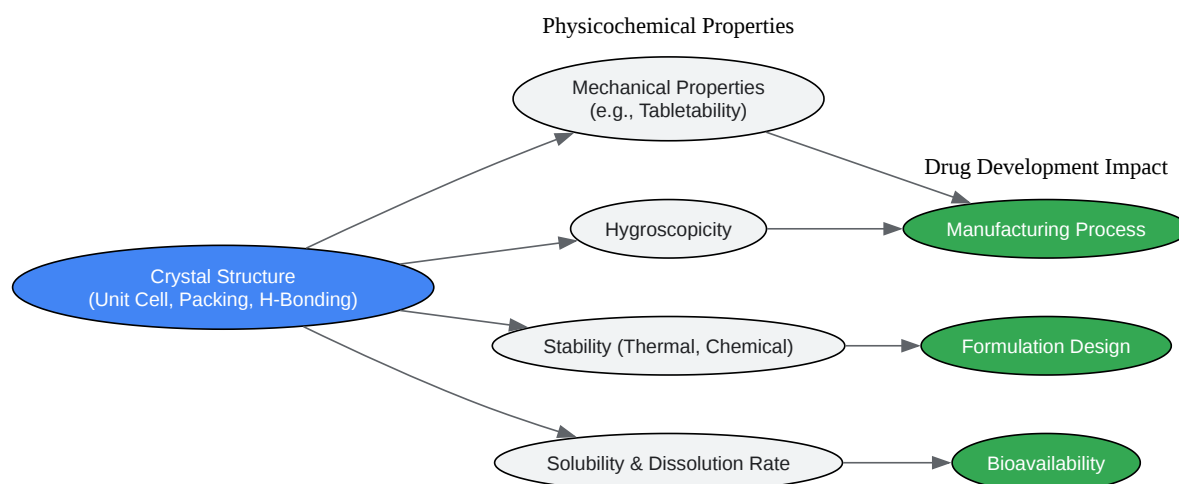 Physicochemical Properties
Mechanical Properties
(e.g., Tabletability)
Drug Development Impact
Hygroscopicity
Manufacturing Process
Crystal Structure
(Unit Cell, Packing, H-Bonding)
Stability (Thermal, Chemical)
Formulation Design
Solubility & Dissolution Rate
Bioavailability